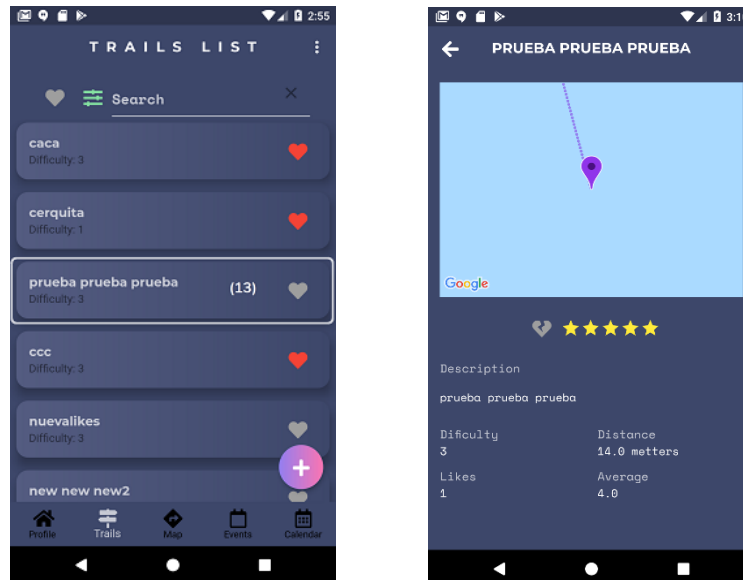 2:55
TRAILS LIST
Search
caca
Difficulty: 3
cerquita
Difficulty: 1
prueba prueba prueba
(13)
Difficulty: 3
ccc
Difficulty: 3
nuevalikes
Difficulty: 3
+
new new new2
Profile Trails Map Events Calendar
PRUEBA PRUEBA PRUEBA
Google
Description
prueba prueba prueba
Dificulty Distance
3 14.0 metters
Likes Average
1 4.0